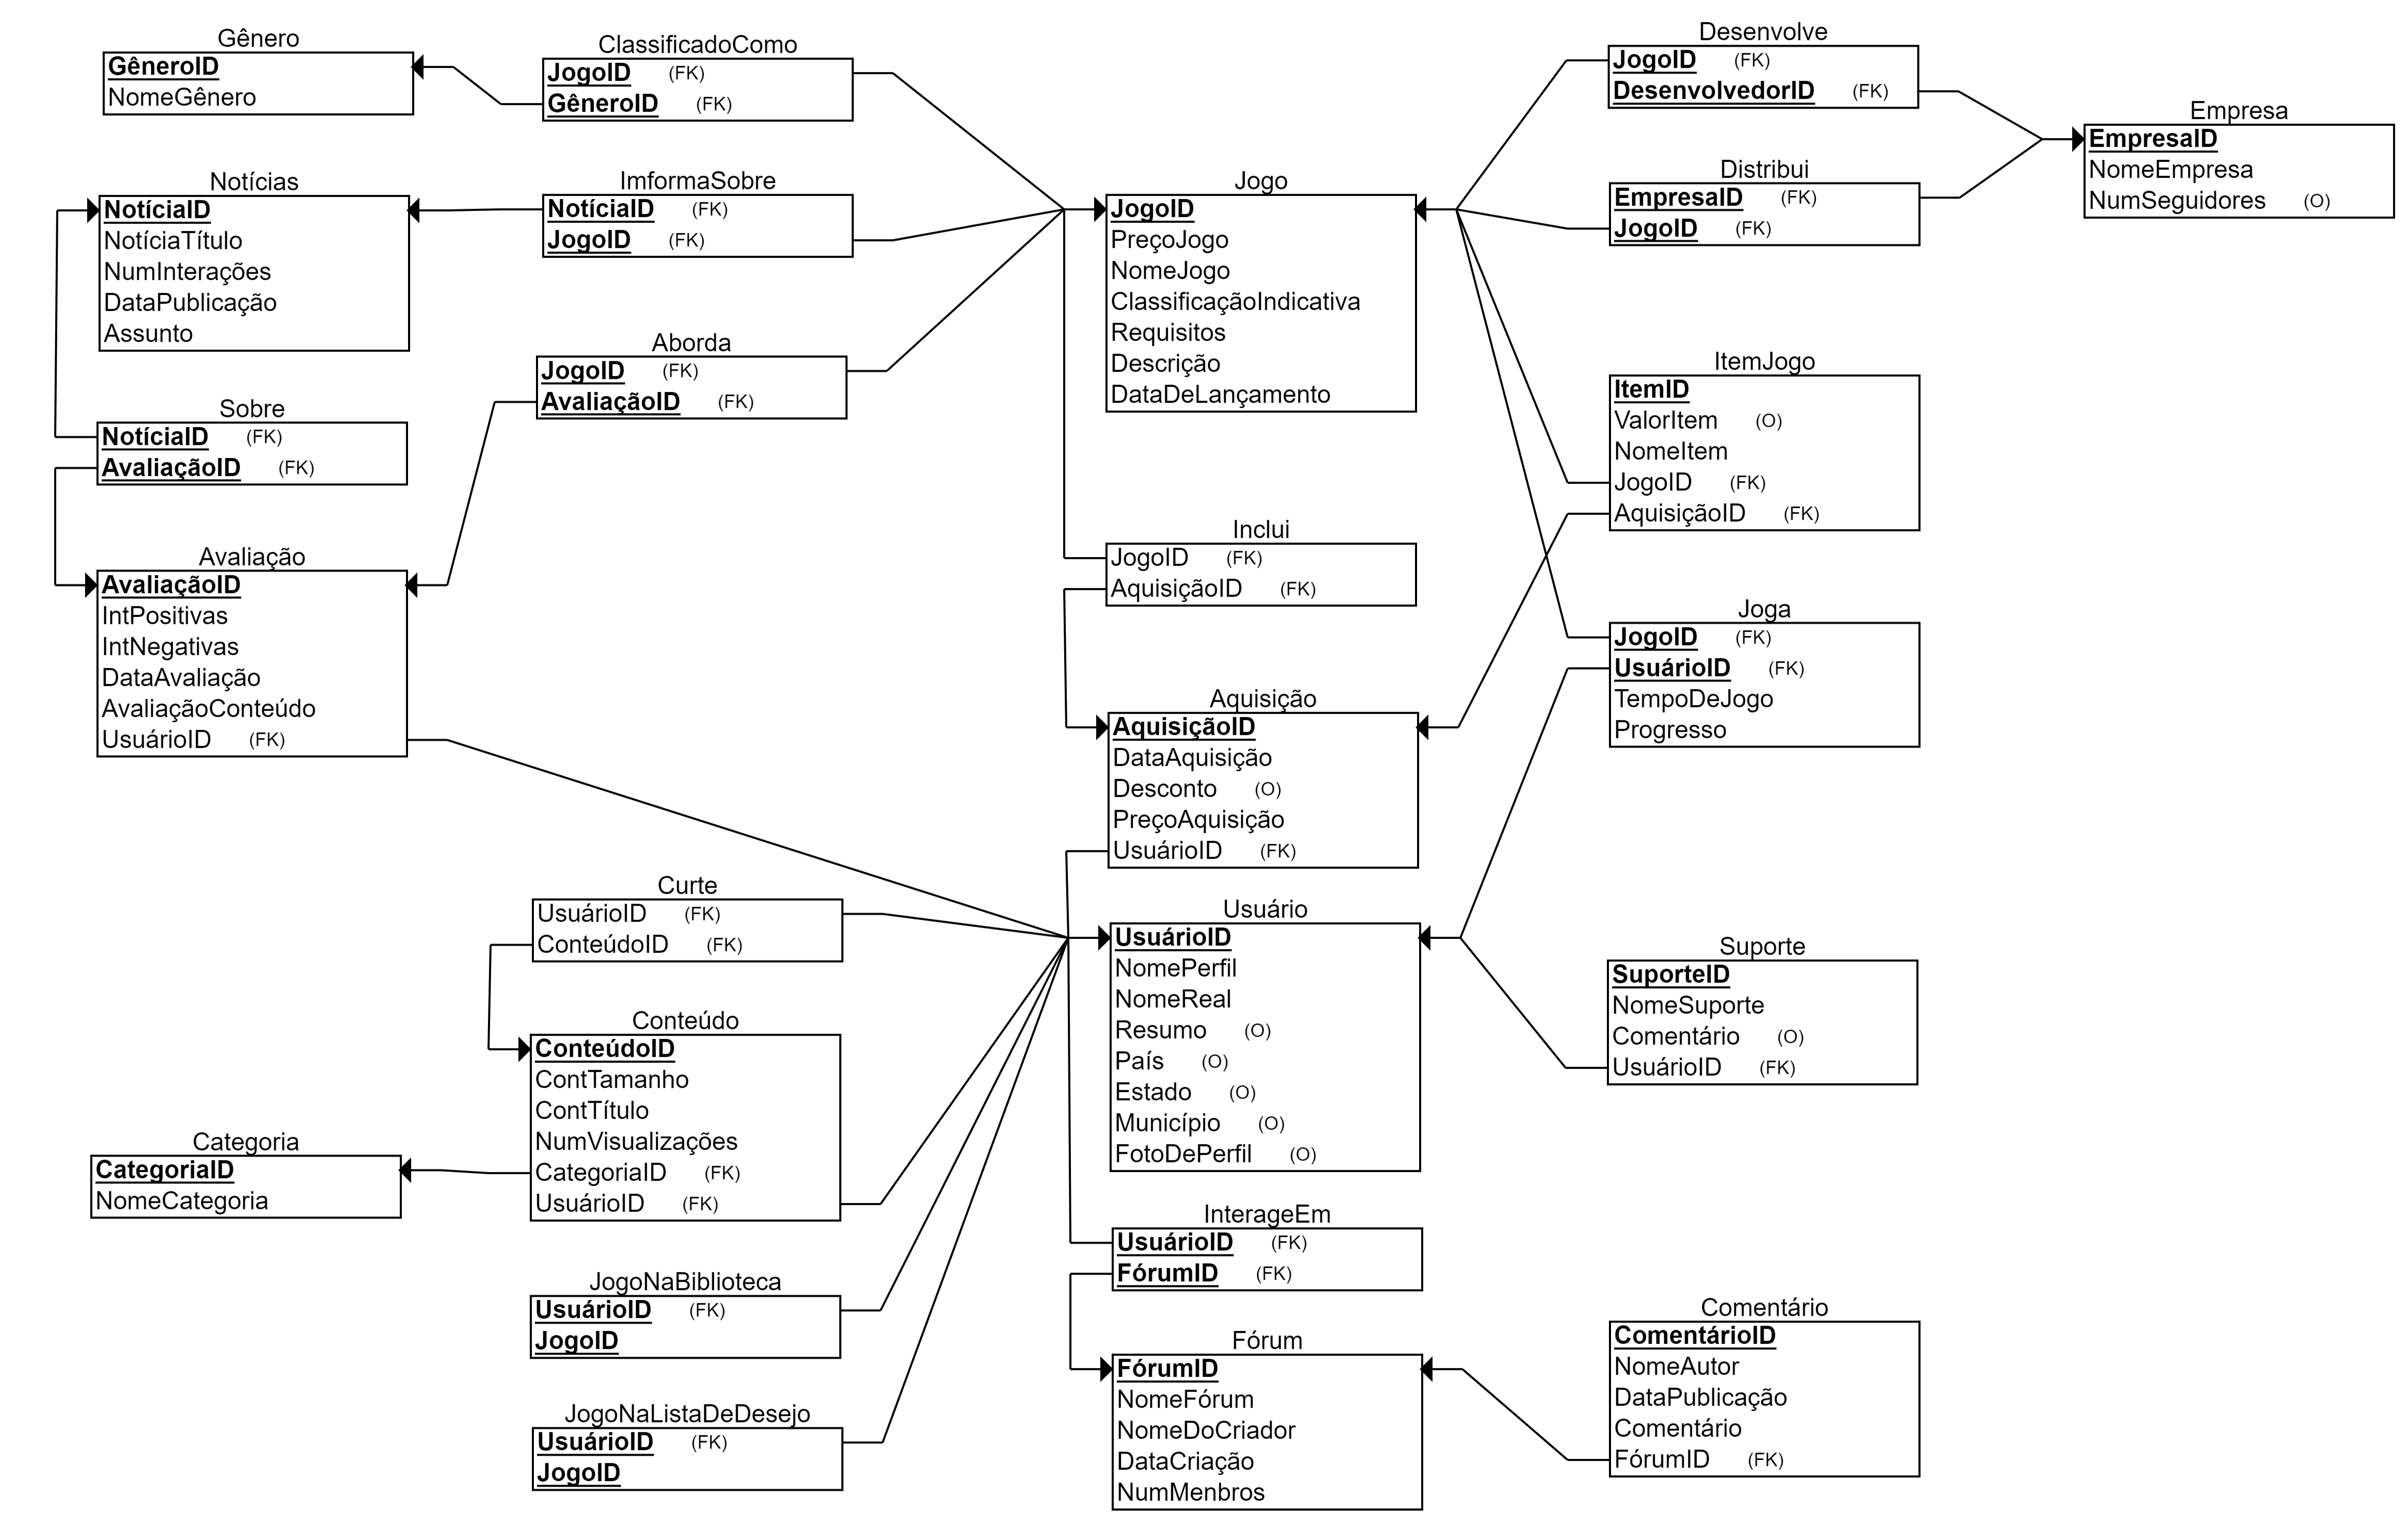 Gênero
GêneroID
NomeGênero
ClassificadoComo
JogoID (FK)
GêneroID (FK)
Notícias
NotíciaID
NotíciaTítulo
NumInterações
DataPublicação
Assunto
ImformaSobre
NotíciaID (FK)
JogoID (FK)
Aborda
JogoID (FK)
AvaliaçãoID (FK)
Sobre
NotíciaID (FK)
AvaliaçãoID (FK)
Avaliação
AvaliaçãoID
IntPositivas
IntNegativas
DataAvaliação
AvaliaçãoConteúdo
UsuárioID (FK)
Jogo
JogoID
PreçoJogo
NomeJogo
ClassificaçãoIndicativa
Requisitos
Descrição
DataDeLançamento
Desenvolve
JogoID (FK)
DesenvolvedorID (FK)
Empresa
EmpresaID
NomeEmpresa
NumSeguidores (O)
Distribui
EmpresaID (FK)
JogoID (FK)
ItemJogo
ItemID
ValorItem (O)
NomeItem
JogoID (FK)
AquisiçãoID (FK)
Inclui
JogoID (FK)
AquisiçãoID (FK)
Joga
JogoID (FK)
UsuárioID (FK)
TempoDeJogo
Progresso
Aquisição
AquisiçãoID
DataAquisição
Desconto (O)
PreçoAquisição
UsuárioID (FK)
Curte
UsuárioID (FK)
ConteúdoID (FK)
Usuário
UsuárioID
NomePerfil
NomeReal
Resumo (O)
País (O)
Estado (O)
Município (O)
FotoDePerfil (O)
Suporte
SuporteID
NomeSuporte
Comentário (O)
UsuárioID (FK)
Conteúdo
ConteúdoID
ContTamanho
ContTítulo
NumVisualizações
CategoriaID (FK)
UsuárioID (FK)
Categoria
CategoriaID
NomeCategoria
JogoNaBiblioteca
UsuárioID (FK)
JogoID
JogoNaListaDeDesejo
UsuárioID (FK)
JogoID
InterageEm
UsuárioID (FK)
FórumID (FK)
Fórum
FórumID
NomeFórum
NomeDoCriador
DataCriação
NumMenbros
Comentário
ComentárioID
NomeAutor
DataPublicação
Comentário
FórumID (FK)